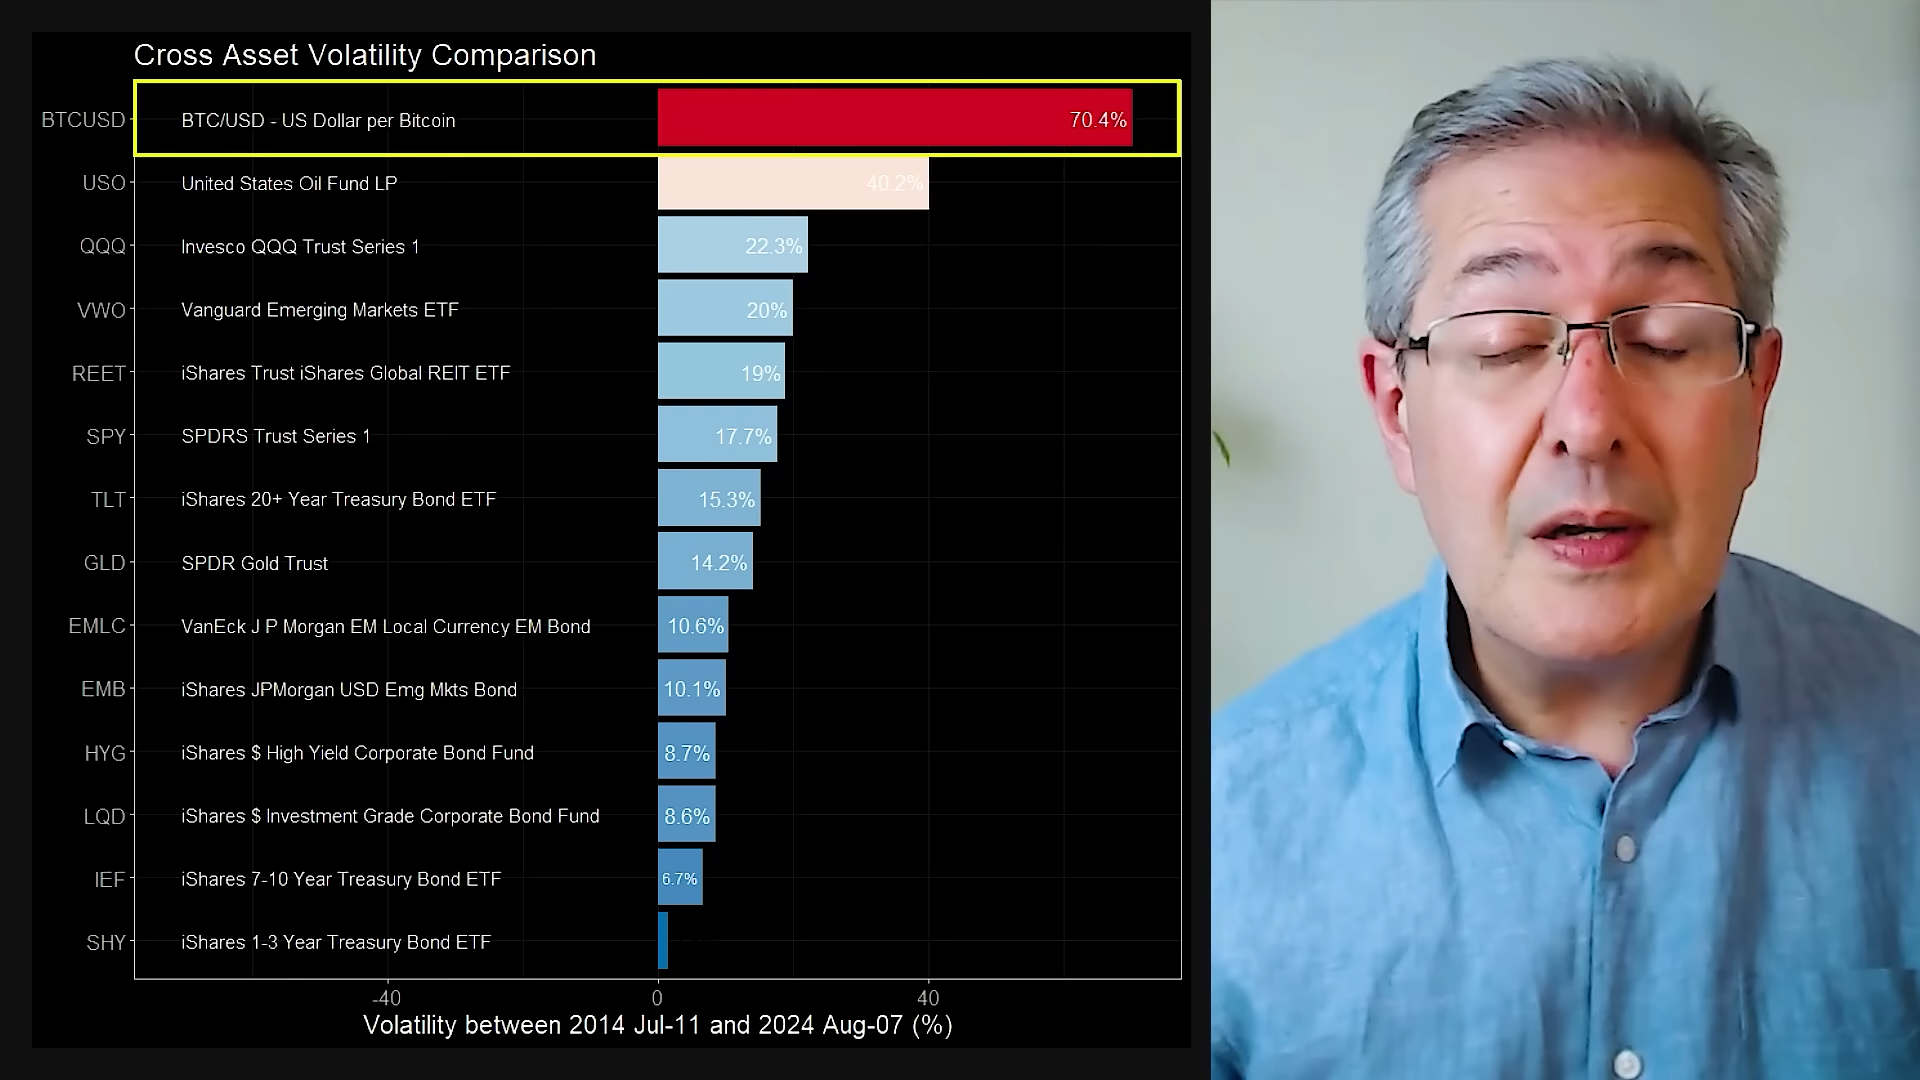 Cross Asset Volatility Comparison
BTCUSD BTC/USD - US Dollar per Bitcoin 70.4%
USO United States Oil Fund LP 40.2%
QQQ Invesco QQQ Trust Series 1 22.3%
VWO Vanguard Emerging Markets ETF 20%
REET iShares Trust iShares Global REIT ETF 19%
SPY SPDRS Trust Series 1 17.7%
TLT iShares 20+ Year Treasury Bond ETF 15.3%
GLD SPDR Gold Trust 14.2%
EMLC VanEck J P Morgan EM Local Currency EM Bond 10.6%
EMB iShares JPMorgan USD Emg Mkts Bond 10.1%
HYG iShares $ High Yield Corporate Bond Fund 8.7%
LQD iShares $ Investment Grade Corporate Bond Fund 8.6%
IEF iShares 7-10 Year Treasury Bond ETF 6.7%
SHY iShares 1-3 Year Treasury Bond ETF
-40 0 40
Volatility between 2014 Jul-11 and 2024 Aug-07 (%)